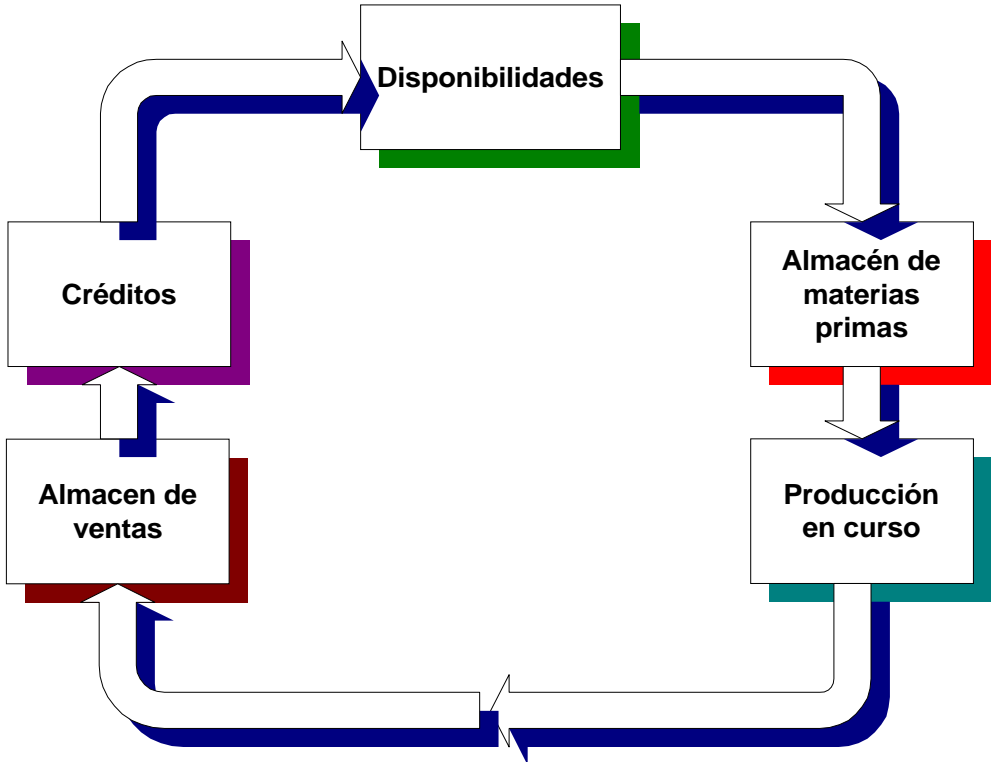 Disponibilidades
Almacén de
materias
primas
Producción
en curso
Almacen de
ventas
Créditos